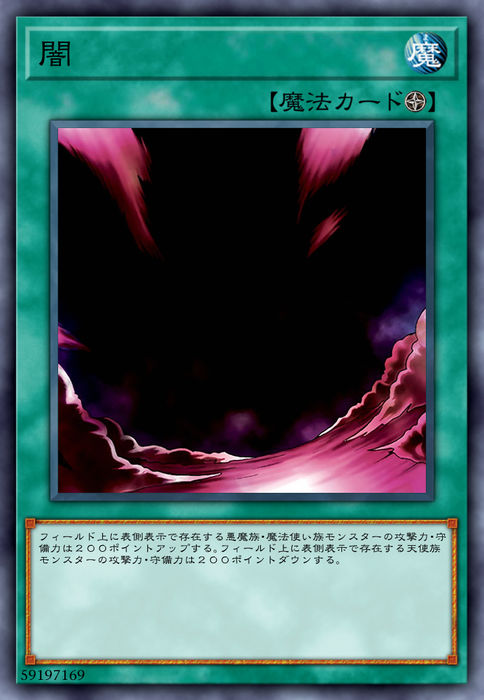 闇
魔
【魔法カード】
フィールド上に表側表示で存在する悪魔族・魔法使い族モンスターの攻撃力・守
備力は２００ポイントアップする。フィールド上に表側表示で存在する天使族
モンスターの攻撃力・守備力は２００ポイントダウンする。
59197169